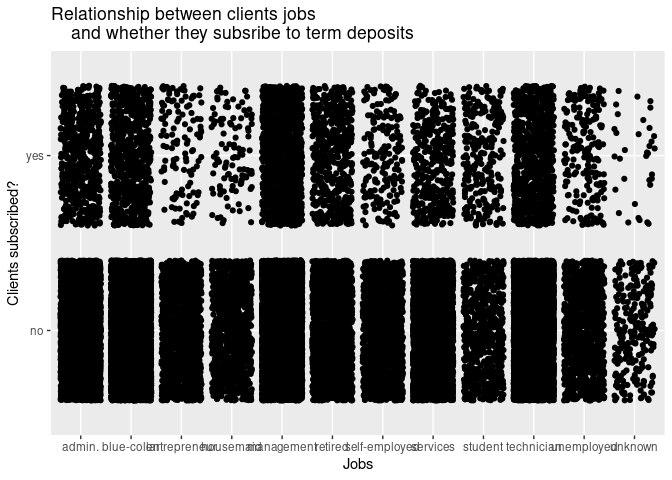 Relationship between clients jobs
and whether they subsribe to term deposits
Clients subscribed?
yes
no
admin. blue-collar entrepreneur housemaid management retired self-employed services student technician unemployed unknown
Jobs